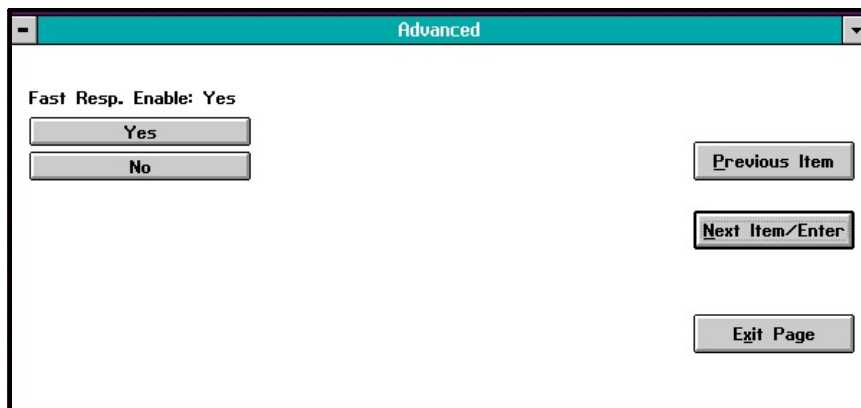 Advanced
Fast Resp. Enable: Yes
Yes
No
Previous Item
Next Item/Enter
Exit Page